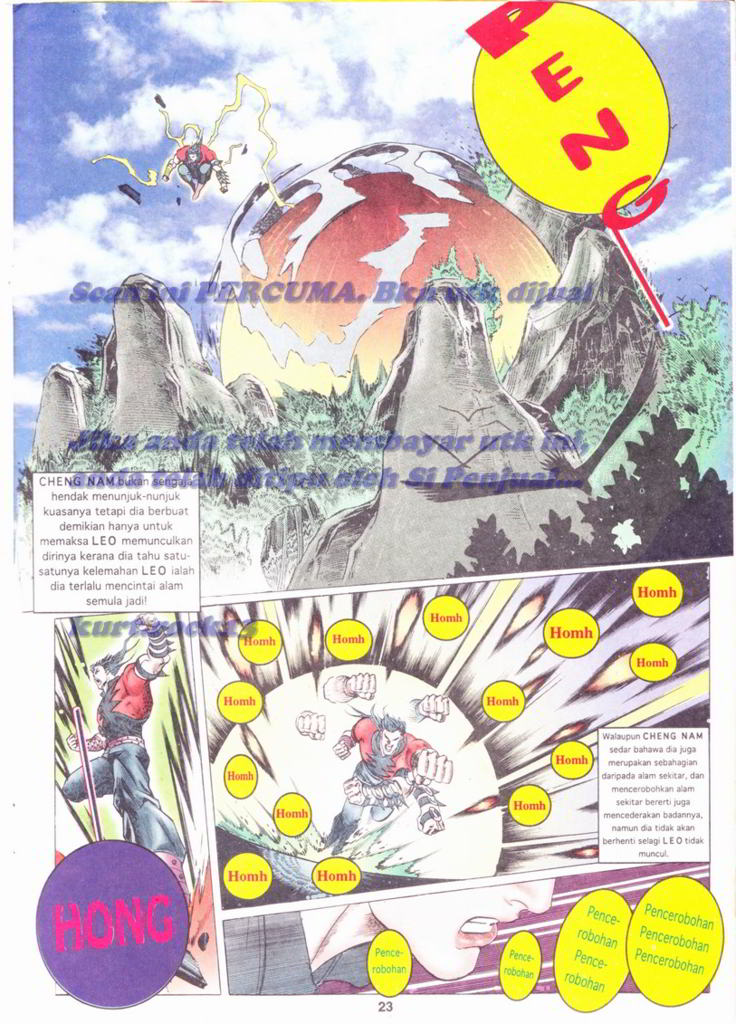 PENG
Scan ini PERCUMA. Bkn utk dijual
Jika anda telah membayar utk ini,
anda telah ditipu oleh Si Penjual...
CHENG NAM bukan sengaja
hendak menunjuk-nunjuk
kuasanya tetapi dia berbuat
demikian hanya untuk
memaksa LEO memunculkan
dirinya kerana dia tahu satu-
satunya kelemahan LEO ialah
dia terlalu mencintai alam
semula jadi!
Homh
Homh
Homh
Homh
Homh
Homh
Homh
Homh
Homh
Homh
Homh
Homh
Homh
Homh
Walaupun CHENG NAM
sedar bahawa dia juga
merupakan sebahagian
daripada alam sekitar, dan
mencerobohkan alam
sekitar bererti juga
mencederakan badannya,
namun dia tidak akan
berhenti selagi LEO tidak
muncul.
HONG
Pence-
robohan
Pence-
robohan
Pence-
robohan
Pence-
robohan
Pencerobohan
Pencerobohan
Pencerobohan
23